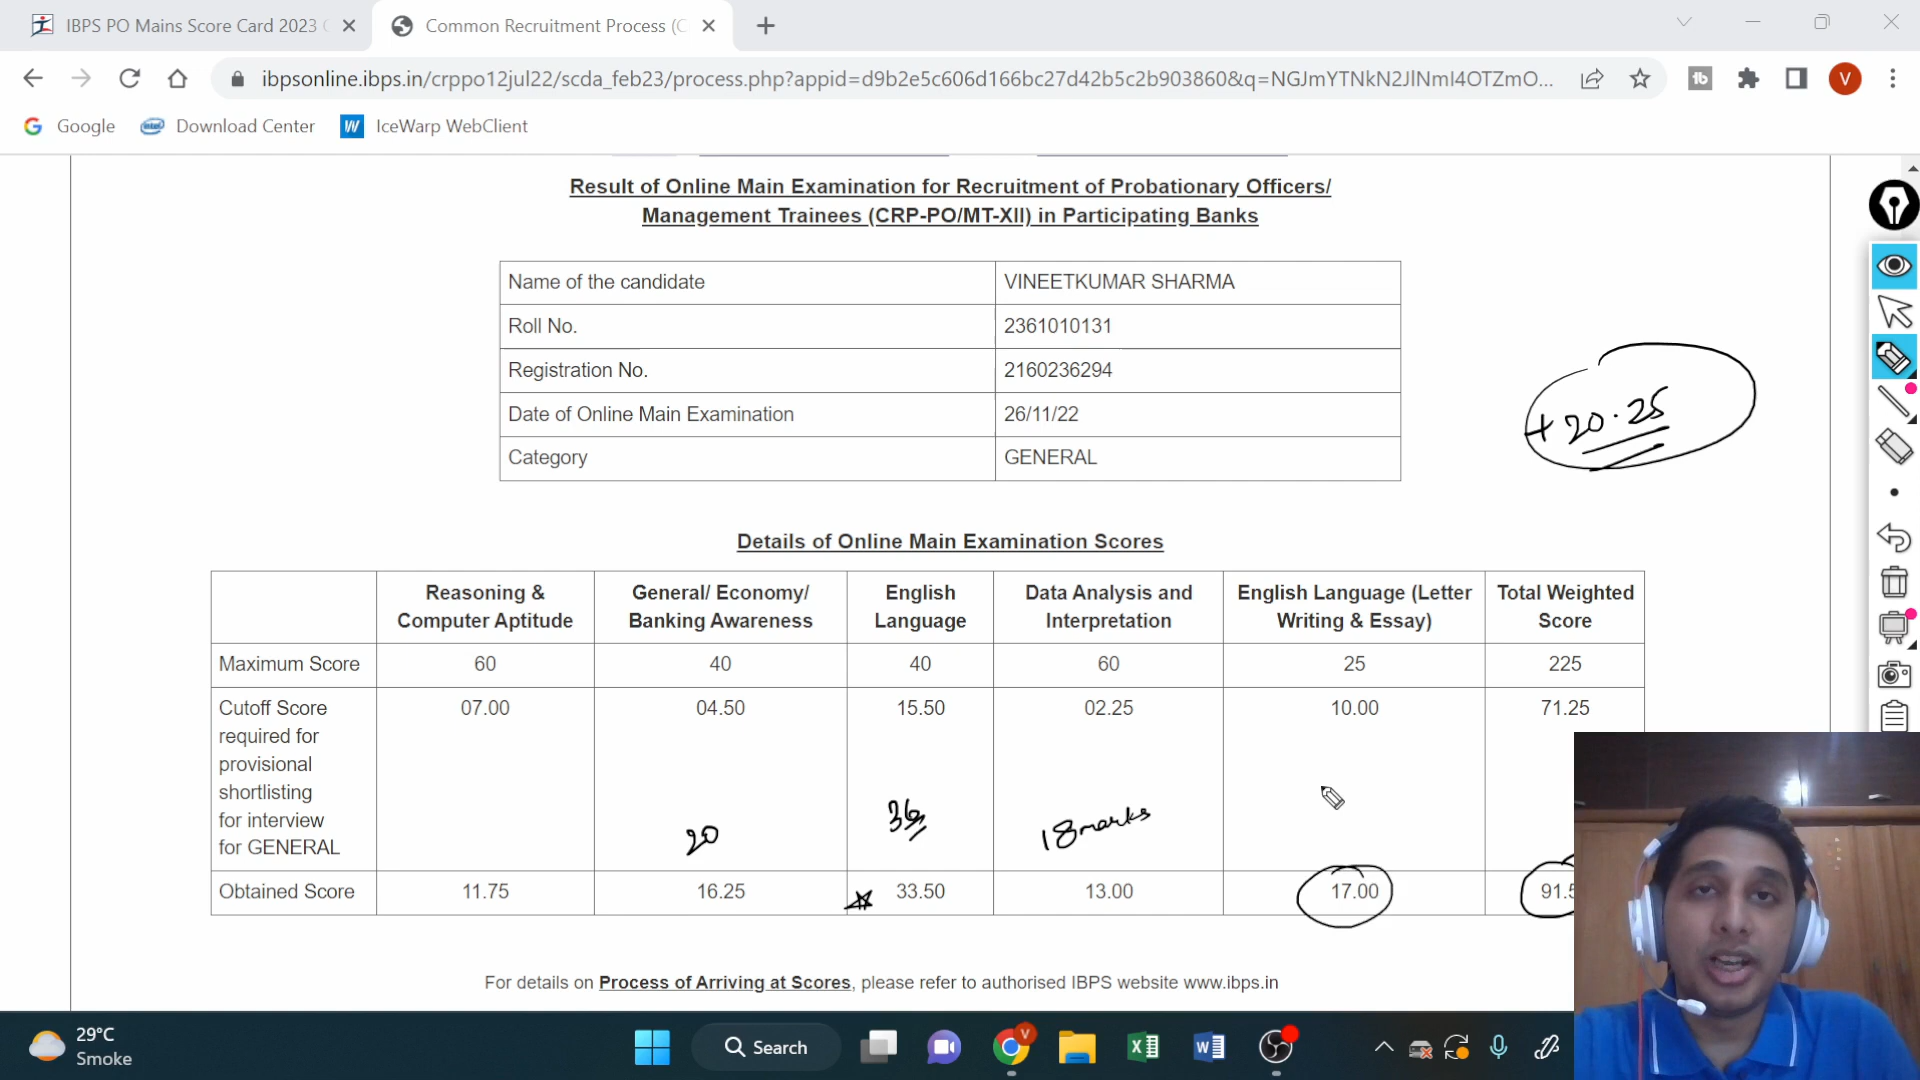 IBPS PO Mains Score Card 2023
Common Recruitment Process (C
ibpsonline.ibps.in/crppo12jul22/scda_feb23/process.php?appid=d9b2e5c606d166bc27d42b5c2b903860&q=NGJmYTNkN2JlNmI4OTZmO...
V
Google
Download Center
IceWarp WebClient
Result of Online Main Examination for Recruitment of Probationary Officers/
Management Trainees (CRP-PO/MT-XII) in Participating Banks
Name of the candidate VINEETKUMAR SHARMA
Roll No. 2361010131
Registration No. 2160236294
Date of Online Main Examination 26/11/22
Category GENERAL
+20.25
Details of Online Main Examination Scores
Reasoning &
Computer Aptitude
General/ Economy/
Banking Awareness
English
Language
Data Analysis and
Interpretation
English Language (Letter
Writing & Essay)
Total Weighted
Score
Maximum Score 60 40 40 60 25 225
Cutoff Score
required for
provisional
shortlisting
for interview
for GENERAL
07.00 04.50 15.50 02.25 10.00 71.25
20 36 18 marks
Obtained Score 11.75 16.25 33.50 13.00 17.00 91.5
For details on Process of Arriving at Scores, please refer to authorised IBPS website www.ibps.in
29°C
Smoke
Search
V